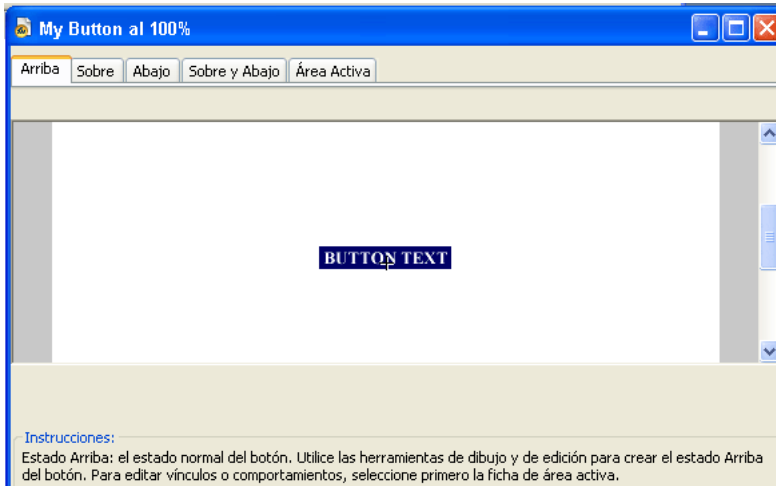 My Button al 100%
Arriba Sobre Abajo Sobre y Abajo Área Activa
BUTTON TEXT
Instrucciones:
Estado Arriba: el estado normal del botón. Utilice las herramientas de dibujo y de edición para crear el estado Arriba
del botón. Para editar vínculos o comportamientos, seleccione primero la ficha de área activa.